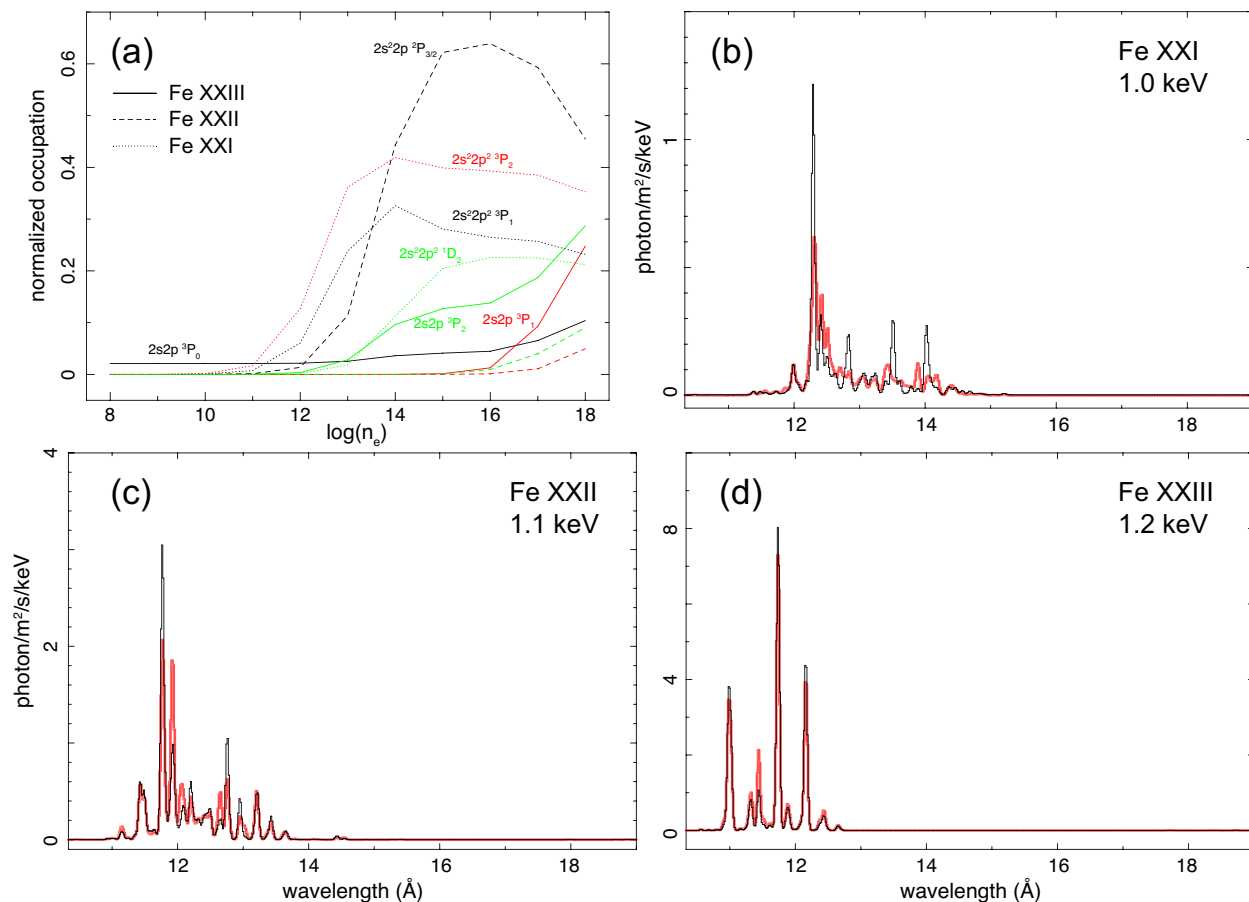 (a)
2s²2p ²P₃/₂
Fe XXIII
Fe XXII
Fe XXI
2s²2p² ³P₂
2s²2p² ³P₁
2s²2p² ¹D₂
2s2p ³P₂
2s2p ³P₁
2s2p ³P₀
normalized occupation
0 0.2 0.4 0.6
8 10 12 14 16 18
log(nₑ)
(b)
Fe XXI
1.0 keV
photon/m²/s/keV
0 1
12 14 16 18
(c)
Fe XXII
1.1 keV
photon/m²/s/keV
0 2 4
12 14 16 18
wavelength (Å)
(d)
Fe XXIII
1.2 keV
0 4 8
12 14 16 18
wavelength (Å)